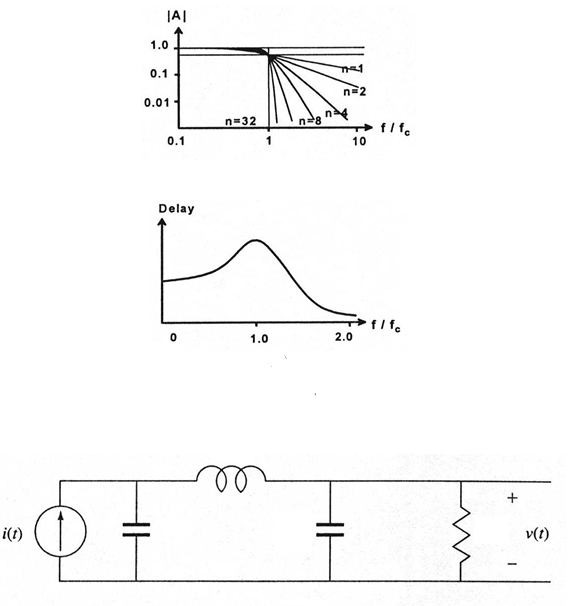 |A|
1.0
0.1
0.01
n=1
n=2
n=4
n=8
n=32
f / fc
0.1 1 10
Delay
f / fc
0 1.0 2.0
i(t)
+
v(t)
−